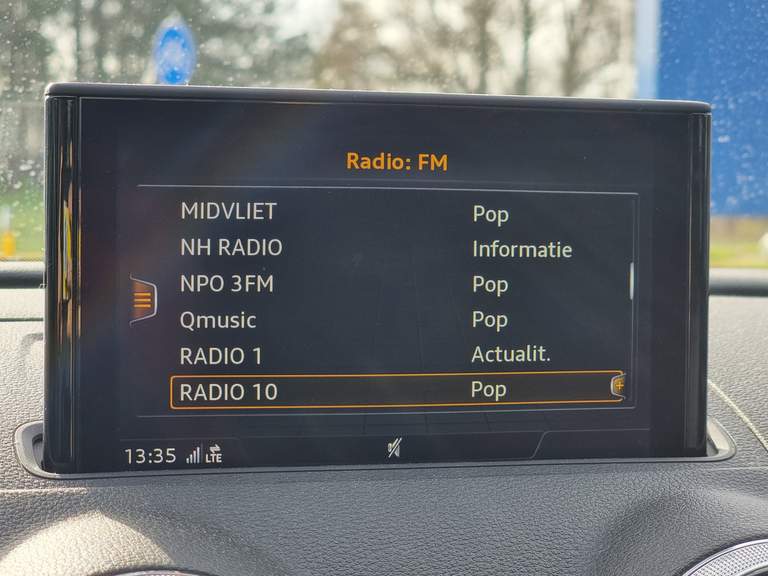 Radio: FM
MIDVLIET Pop
NH RADIO Informatie
NPO 3FM Pop
Qmusic Pop
RADIO 1 Actualit.
RADIO 10 Pop
13:35 LTE